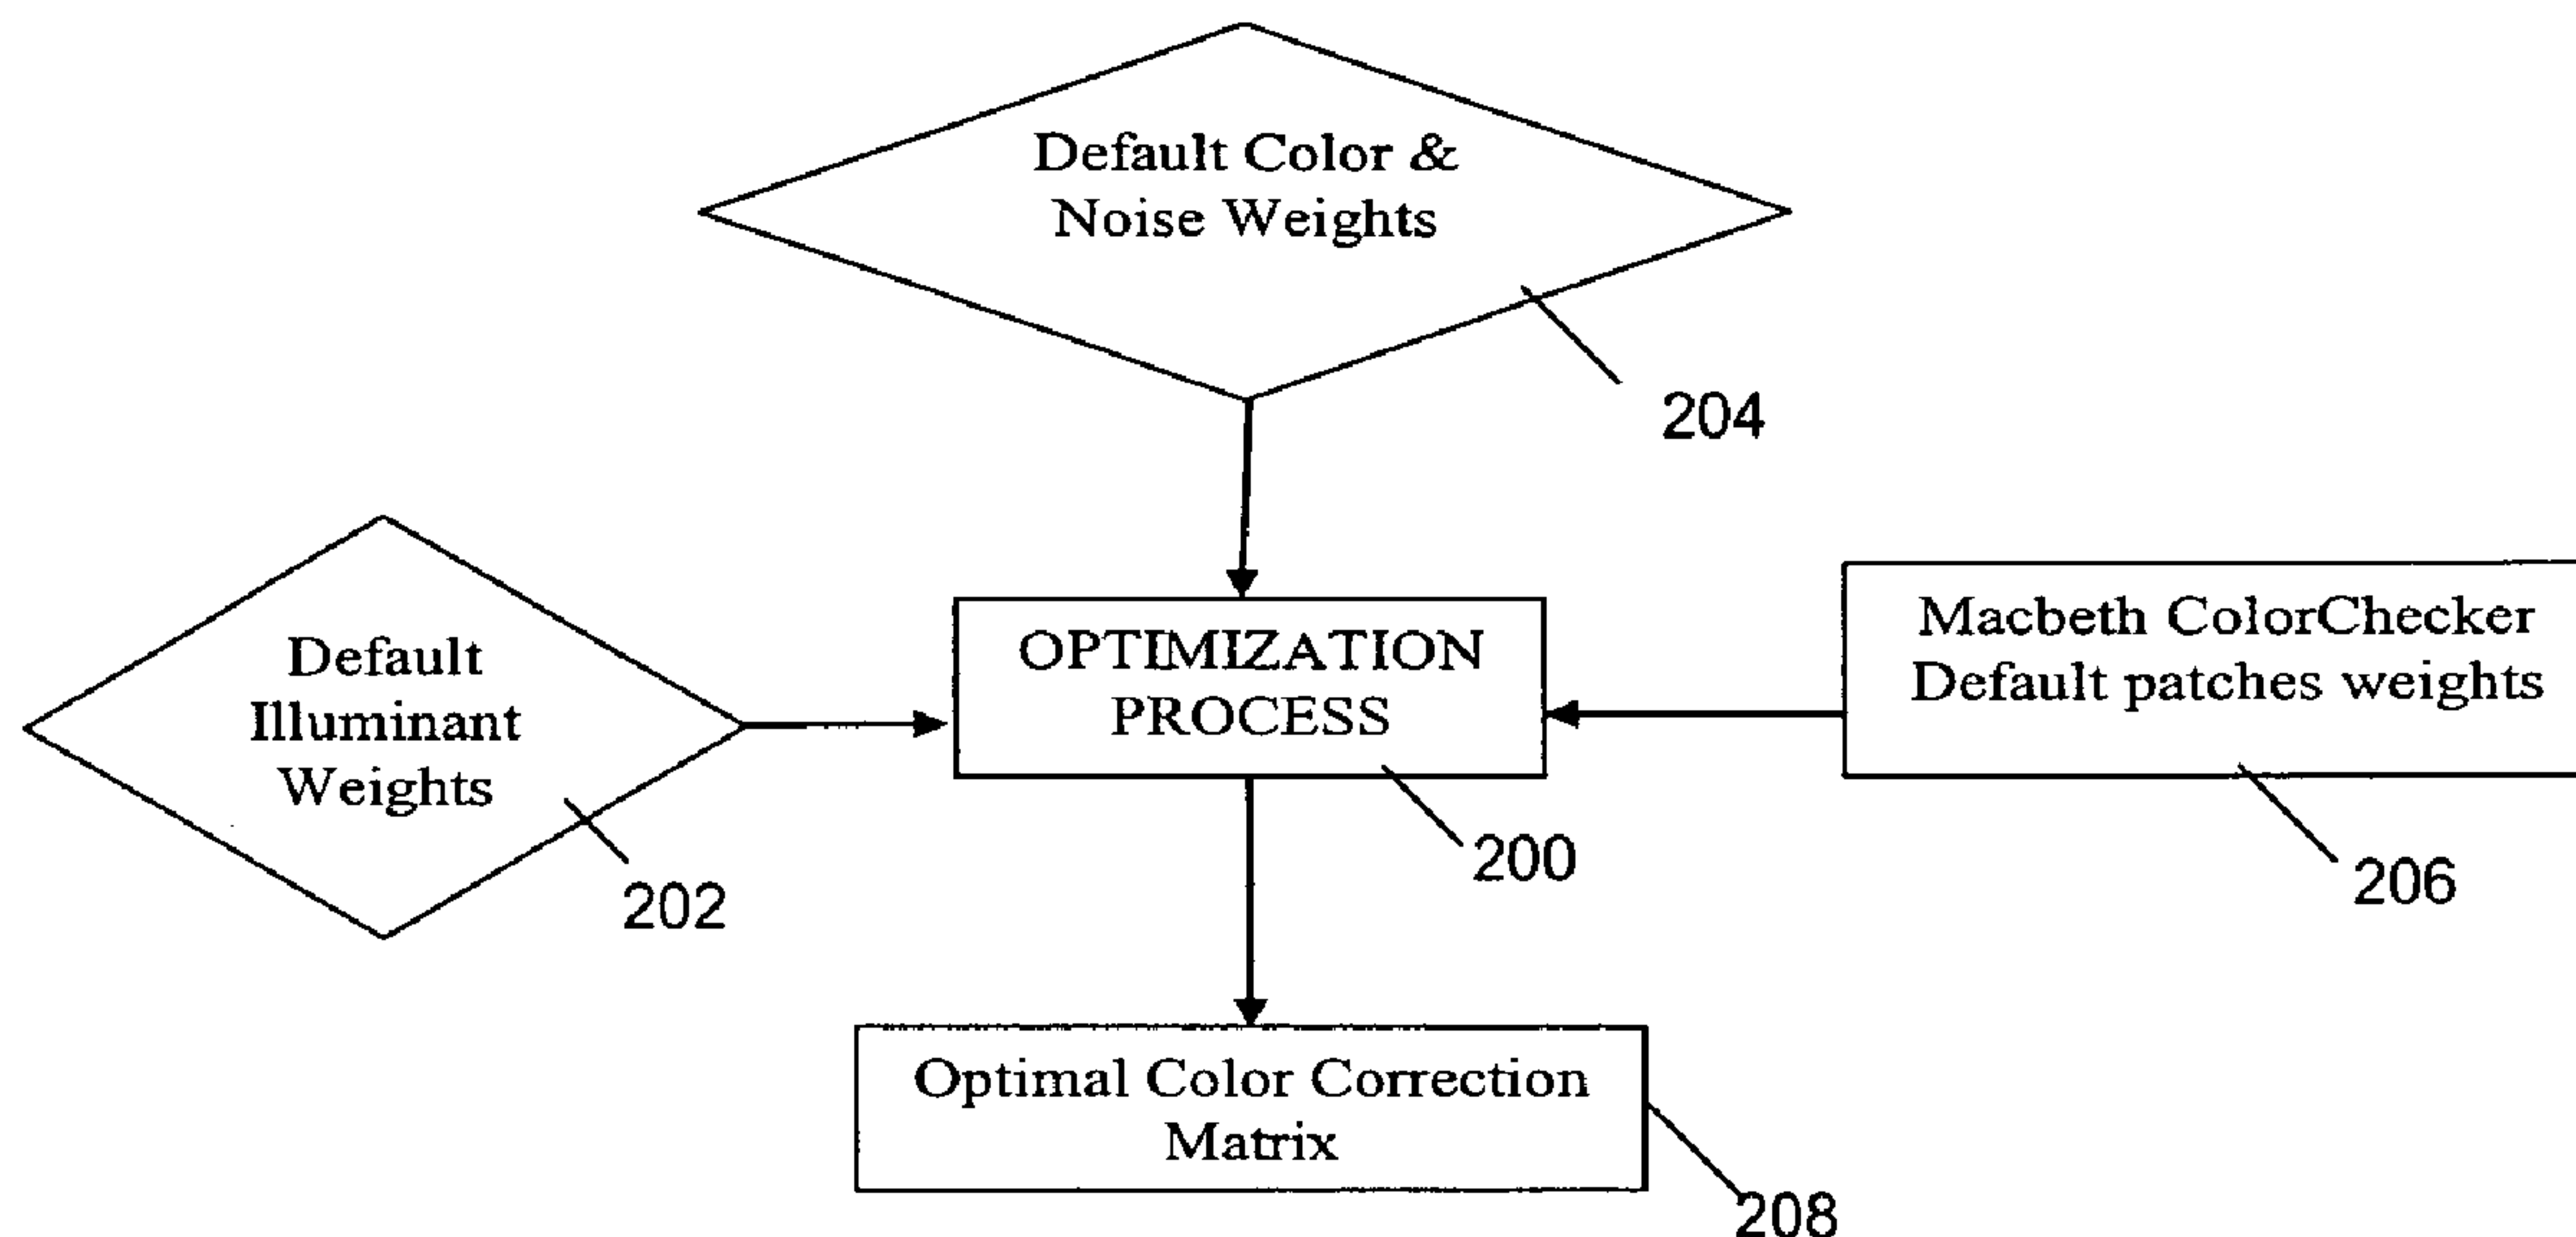 Default Color &
Noise Weights
204
Default
Illuminant
Weights
202
OPTIMIZATION
PROCESS
200
Macbeth ColorChecker
Default patches weights
206
Optimal Color Correction
Matrix
208